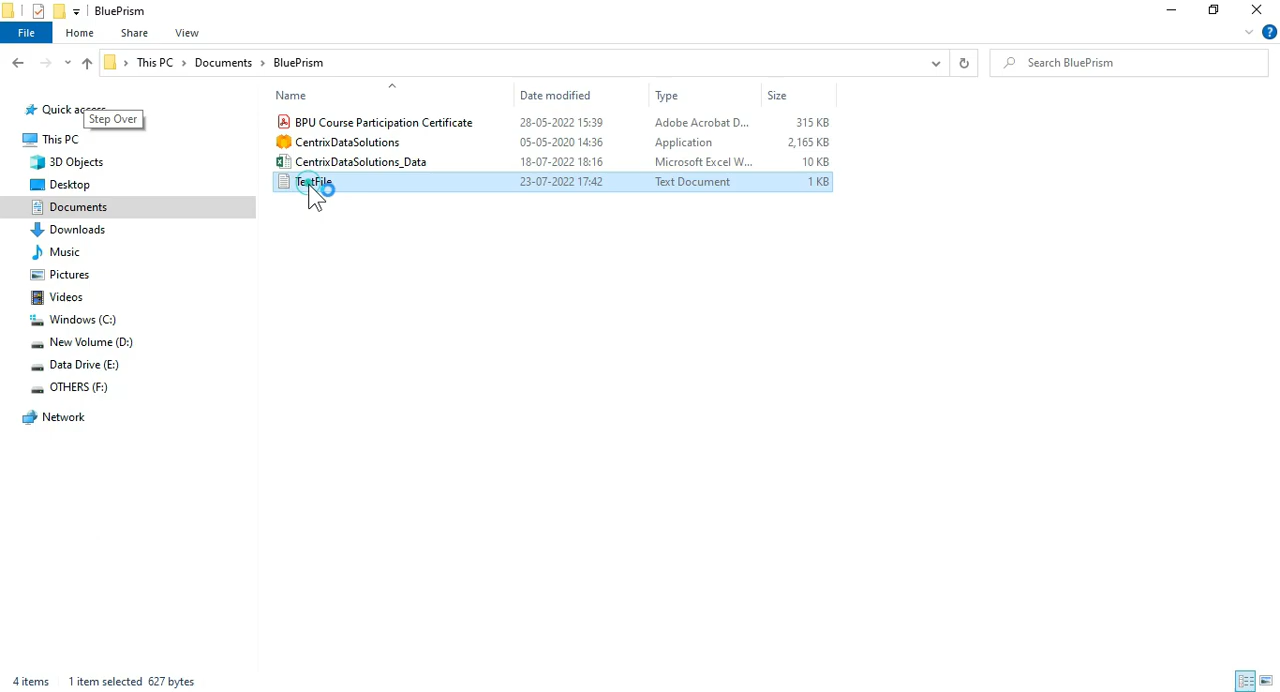 BluePrism
File Home Share View
This PC Documents BluePrism
Search BluePrism
Name Date modified Type Size
Quick access
Step Over
BPU Course Participation Certificate 28-05-2022 15:39 Adobe Acrobat D... 315 KB
This PC
CentrixDataSolutions 05-05-2020 14:36 Application 2,165 KB
3D Objects
CentrixDataSolutions_Data 18-07-2022 18:16 Microsoft Excel W... 10 KB
Desktop
TextFile 23-07-2022 17:42 Text Document 1 KB
Documents
Downloads
Music
Pictures
Videos
Windows (C:)
New Volume (D:)
Data Drive (E:)
OTHERS (F:)
Network
4 items 1 item selected 627 bytes